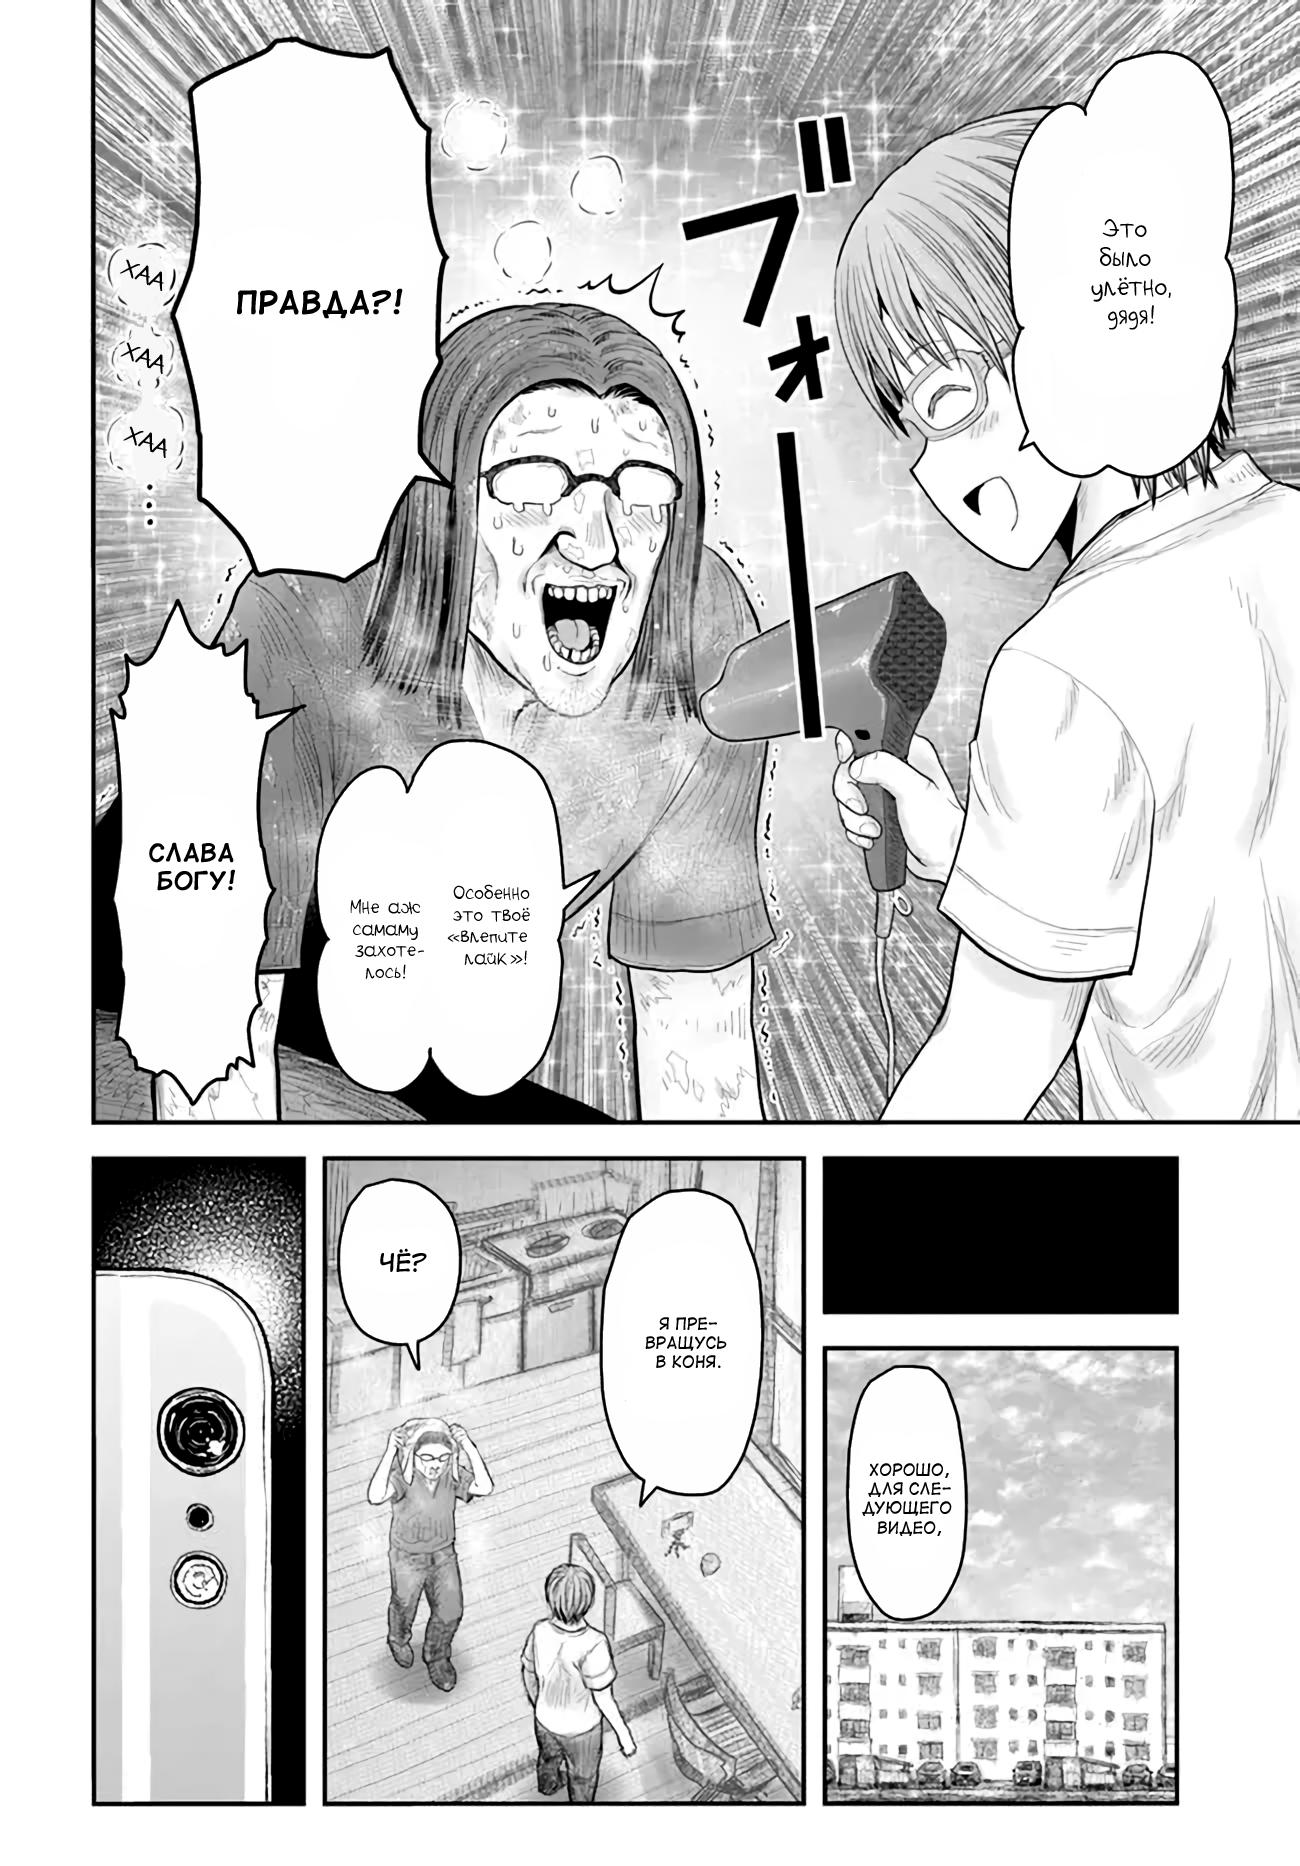 Это
было
улётно,
дядя!
ブォー
ПРАВДА?!
ХАА
ХАА
ХАА
...
Особенно
это твоё
«Влепите
лайк»!
Мне аж
самаму
захоте-
лось!
СЛАВА
БОГУ!
ХОРОШО,
ДЛЯ СЛЕ-
ДУЮЩЕГО
ВИДЕО,
Я ПРЕ-
ВРАЩУСЬ
В КОНЯ.
ЧЁ?